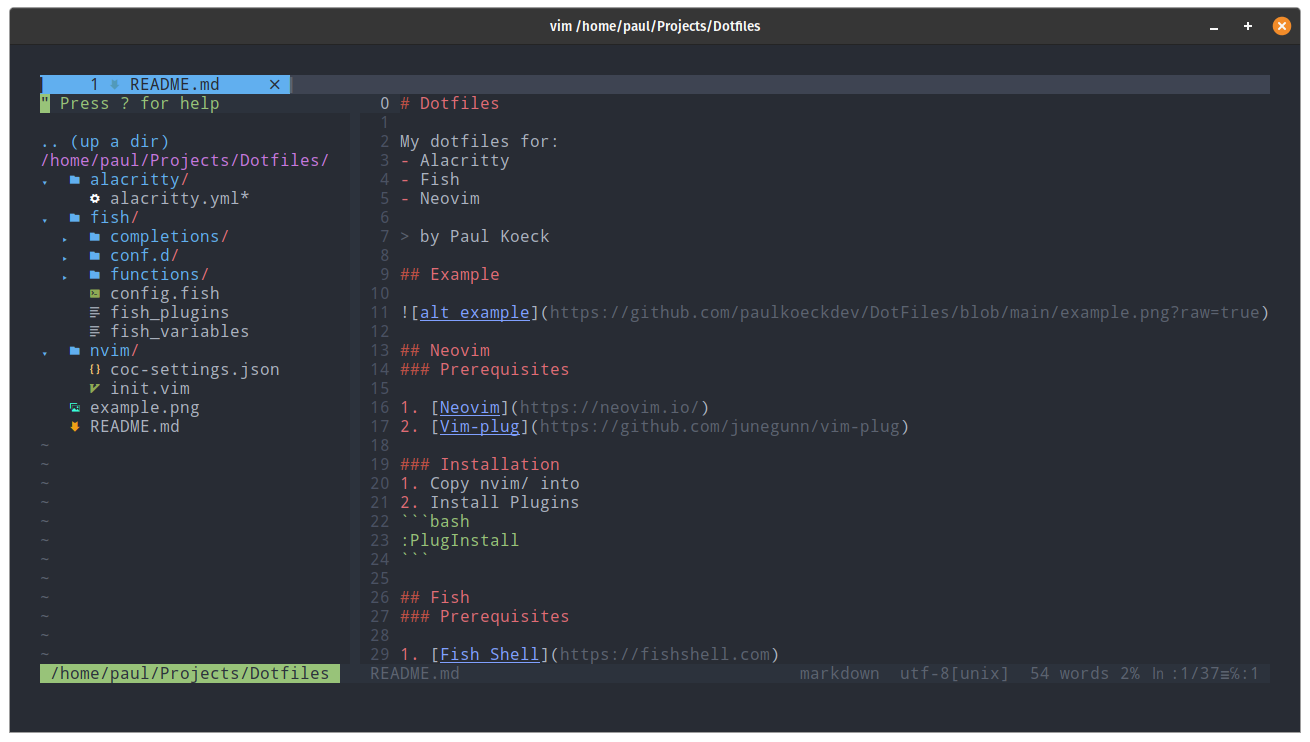 vim /home/paul/Projects/Dotfiles
1 README.md ×
" Press ? for help
.. (up a dir)
/home/paul/Projects/Dotfiles/
alacritty/
alacritty.yml*
fish/
completions/
conf.d/
functions/
config.fish
fish_plugins
fish_variables
nvim/
coc-settings.json
init.vim
example.png
README.md
~
~
~
~
~
~
~
~
~
~
~
~
/home/paul/Projects/Dotfiles
0 # Dotfiles
1
2 My dotfiles for:
3 - Alacritty
4 - Fish
5 - Neovim
6
7 > by Paul Koeck
8
9 ## Example
10
11 ![alt example](https://github.com/paulkoeckdev/DotFiles/blob/main/example.png?raw=true)
12
13 ## Neovim
14 ### Prerequisites
15
16 1. [Neovim](https://neovim.io/)
17 2. [Vim-plug](https://github.com/junegunn/vim-plug)
18
19 ### Installation
20 1. Copy nvim/ into
21 2. Install Plugins
22 ```bash
23 :PlugInstall
24 ```
25
26 ## Fish
27 ### Prerequisites
28
29 1. [Fish Shell](https://fishshell.com)
README.md markdown utf-8[unix] 54 words 2% ln :1/37≡℅:1